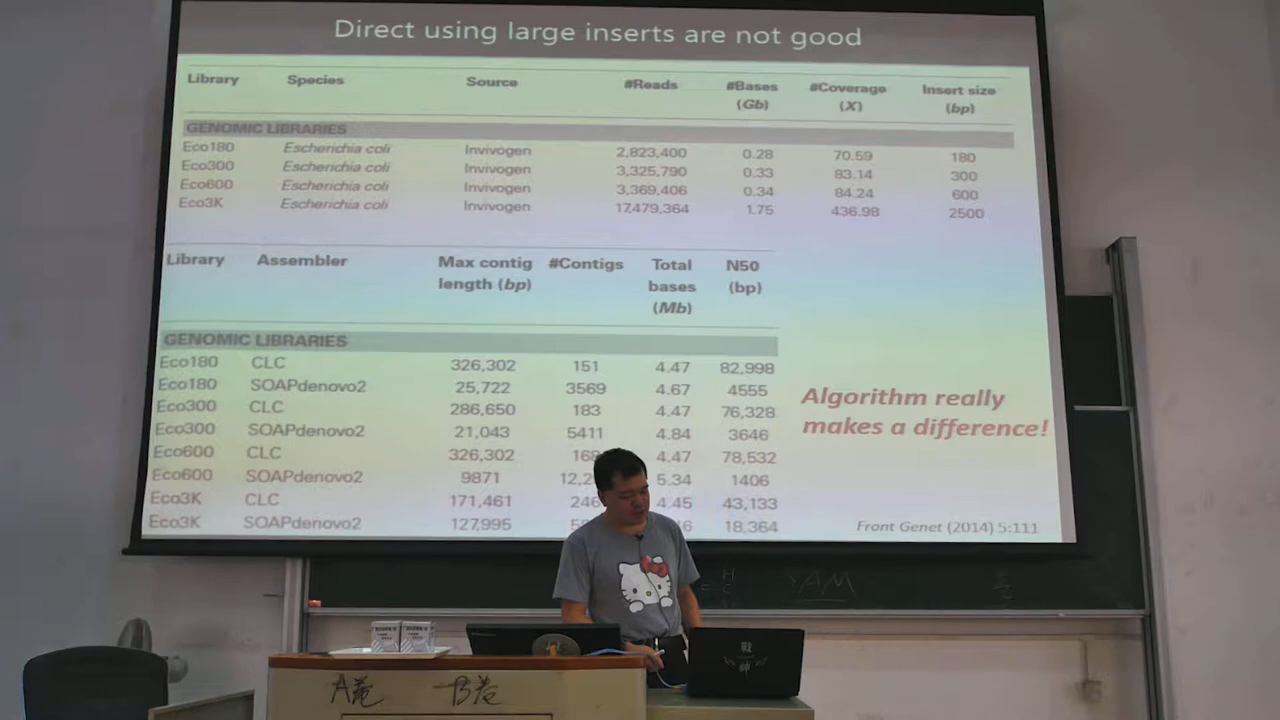 Direct using large inserts are not good
Library Species Source #Reads #Bases (Gb) #Coverage (X) Insert size (bp)
GENOMIC LIBRARIES
Eco180 Escherichia coli Invivogen 2,823,400 0.28 70.59 180
Eco300 Escherichia coli Invivogen 3,325,790 0.33 83.14 300
Eco600 Escherichia coli Invivogen 3,369,406 0.34 84.24 600
Eco3K Escherichia coli Invivogen 17,479,364 1.75 436.98 2500
Library Assembler Max contig length (bp) #Contigs Total bases (Mb) N50 (bp)
GENOMIC LIBRARIES
Eco180 CLC 326,302 151 4.47 82,998
Eco180 SOAPdenovo2 25,722 3569 4.67 4555
Eco300 CLC 286,650 183 4.47 76,328
Eco300 SOAPdenovo2 21,043 5411 4.84 3646
Eco600 CLC 326,302 168 4.47 78,532
Eco600 SOAPdenovo2 9871 5.34 1406
Eco3K CLC 171,461 246 4.45 43,133
Eco3K SOAPdenovo2 127,995 18,364
Algorithm really
makes a difference!
Front Genet (2014) 5:111
YAM
A卷 B卷